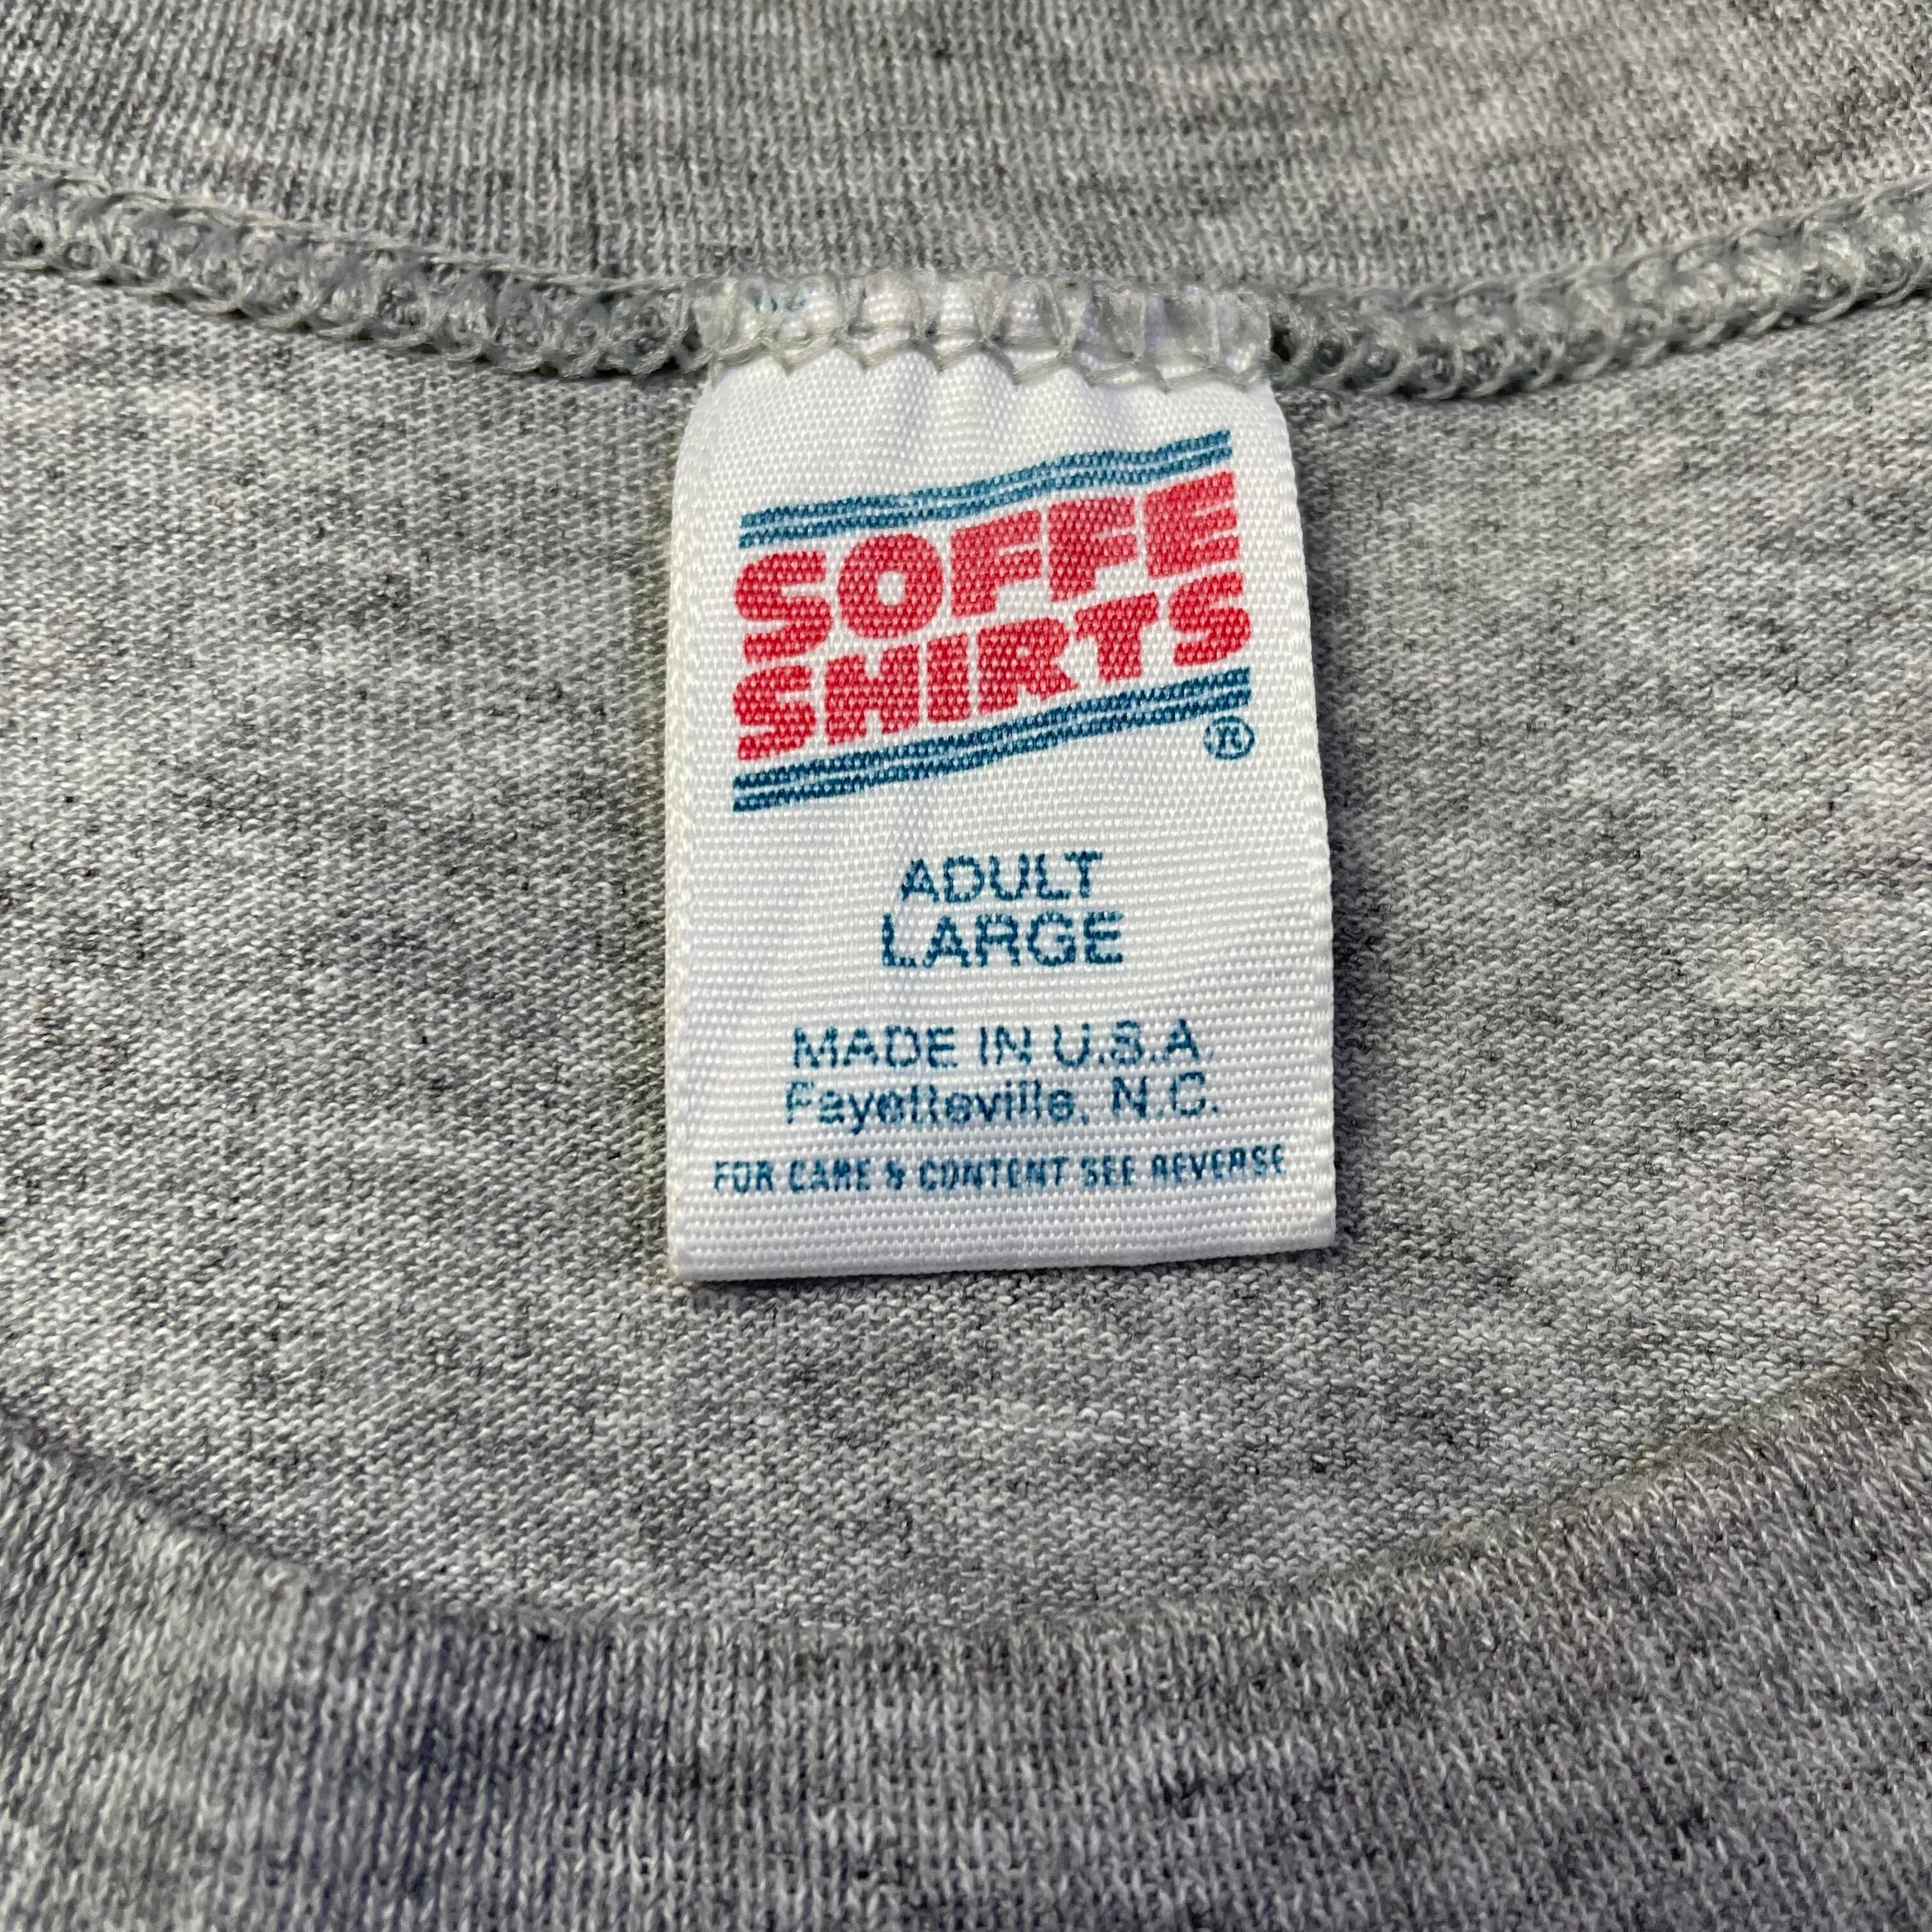 SOFFE
SHIRTS
®
ADULT
LARGE
MADE IN U.S.A.
Fayetteville, N.C.
FOR CARE & CONTENT SEE REVERSE